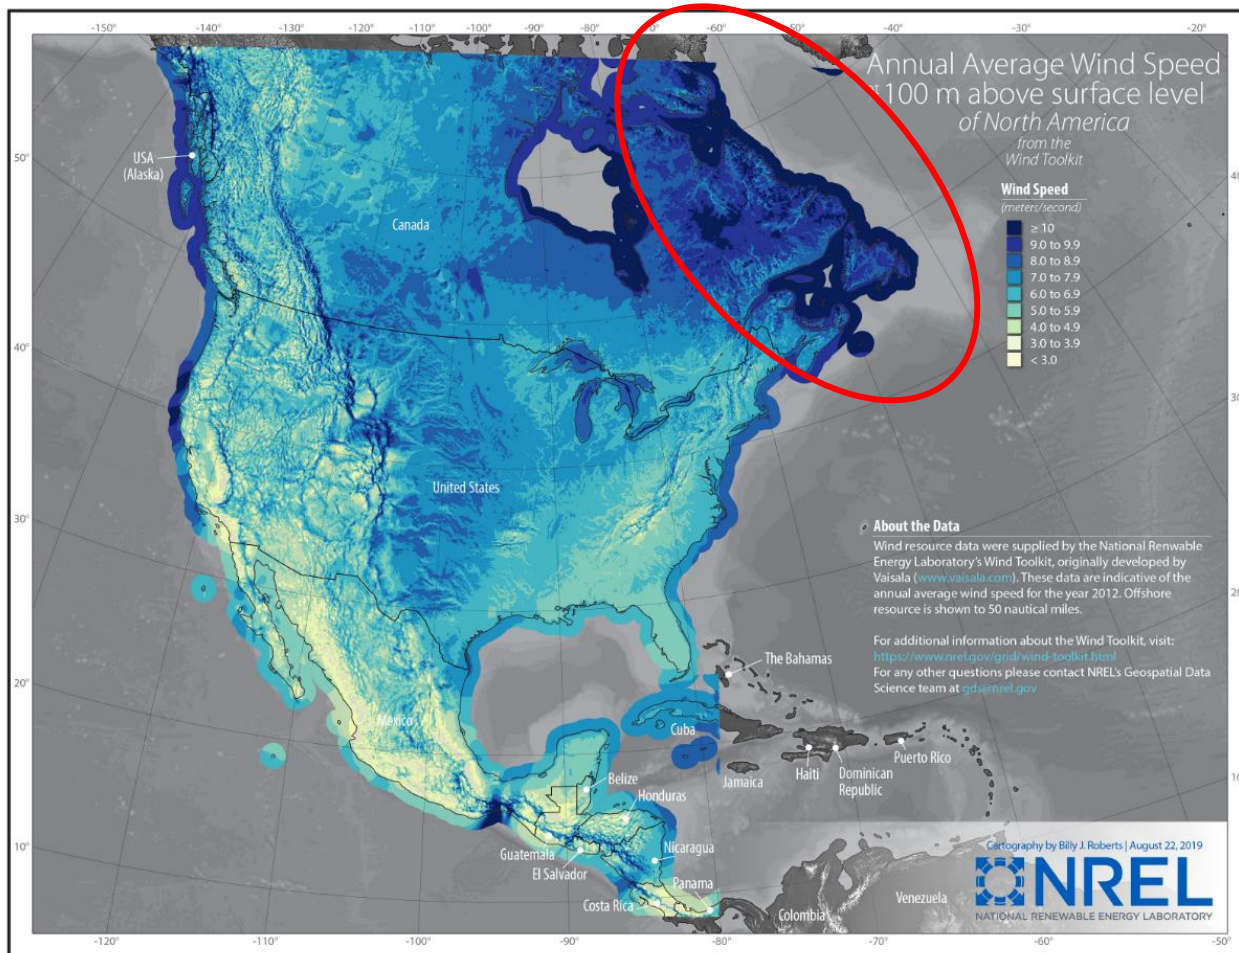 -150°
-140°
-130°
-120°
-110°
-100°
-90°
-80°
-70°
-60°
-50°
-40°
-30°
-20°
Annual Average Wind Speed
100 m above surface level
of North America
from the
Wind Toolkit
Wind Speed
(meters/second)
≥ 10
9.0 to 9.9
8.0 to 8.9
7.0 to 7.9
6.0 to 6.9
5.0 to 5.9
4.0 to 4.9
3.0 to 3.9
< 3.0
50°
40°
30°
20°
10°
USA
(Alaska)
Canada
United States
Mexico
Cuba
The Bahamas
Jamaica
Haiti
Dominican
Republic
Puerto Rico
Belize
Honduras
Guatemala
El Salvador
Nicaragua
Costa Rica
Panama
Colombia
Venezuela
About the Data
Wind resource data were supplied by the National Renwable
Energy Laboratory's Wind Toolkit, originally developed by
Vaisala (www.vaisala.com). These data are indicative of the
annual average wind speed for the year 2012. Offshore
resource is shown to 50 nautical miles.
For additional information about the Wind Toolkit, visit:
https://www.nrel.gov/grid/wind-toolkit.html
For any other questions please contact NREL's Geospatial Data
Science team at gds@nrel.gov
Cartography by Billy J. Roberts | August 22, 2019
NREL
NATIONAL RENEWABLE ENERGY LABORATORY
-120°
-110°
-100°
-90°
-80°
-70°
-60°
-50°